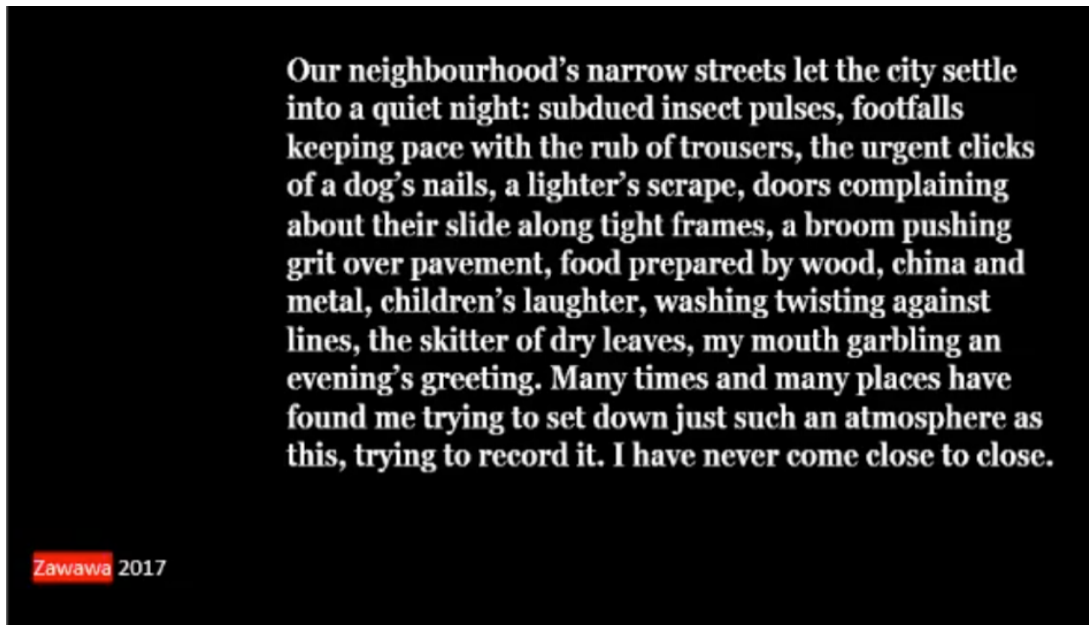 Our neighbourhood’s narrow streets let the city settle
into a quiet night: subdued insect pulses, footfalls
keeping pace with the rub of trousers, the urgent clicks
of a dog’s nails, a lighter’s scrape, doors complaining
about their slide along tight frames, a broom pushing
grit over pavement, food prepared by wood, china and
metal, children’s laughter, washing twisting against
lines, the skitter of dry leaves, my mouth garbling an
evening’s greeting. Many times and many places have
found me trying to set down just such an atmosphere as
this, trying to record it. I have never come close to close.
Zawawa 2017